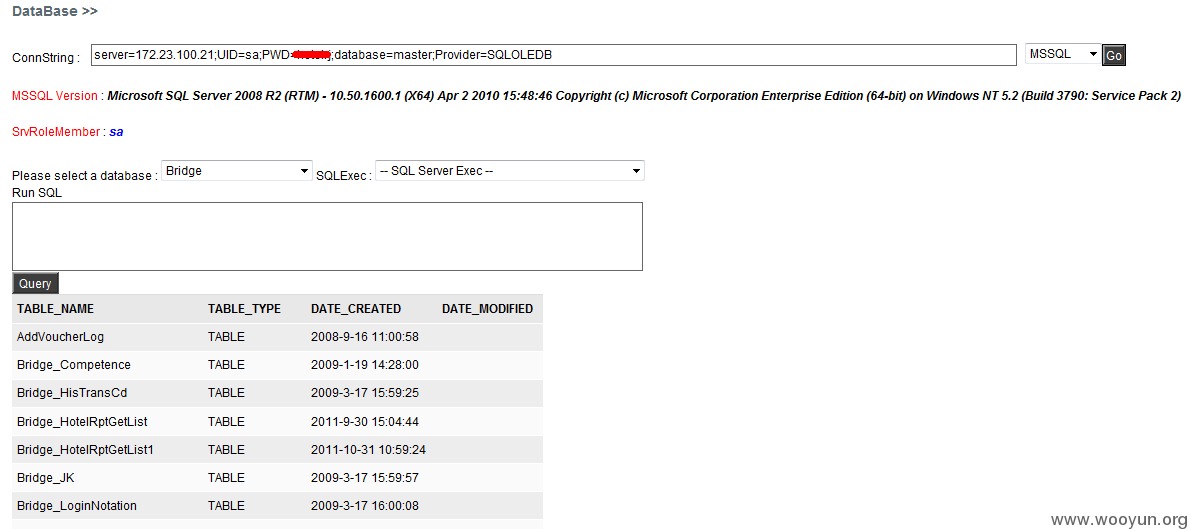 DataBase >>
ConnString : server=172.23.100.21;UID=sa;PWD= ;database=master;Provider=SQLOLEDB MSSQL Go
MSSQL Version : Microsoft SQL Server 2008 R2 (RTM) - 10.50.1600.1 (X64) Apr 2 2010 15:48:46 Copyright (c) Microsoft Corporation Enterprise Edition (64-bit) on Windows NT 5.2 (Build 3790: Service Pack 2)
SrvRoleMember : sa
Please select a database : Bridge SQLExec : -- SQL Server Exec --
Run SQL
Query
TABLE_NAME TABLE_TYPE DATE_CREATED DATE_MODIFIED
AddVoucherLog TABLE 2008-9-16 11:00:58
Bridge_Competence TABLE 2009-1-19 14:28:00
Bridge_HisTransCd TABLE 2009-3-17 15:59:25
Bridge_HotelRptGetList TABLE 2011-9-30 15:04:44
Bridge_HotelRptGetList1 TABLE 2011-10-31 10:59:24
Bridge_JK TABLE 2009-3-17 15:59:57
Bridge_LoginNotation TABLE 2009-3-17 16:00:08
www.wooyun.org